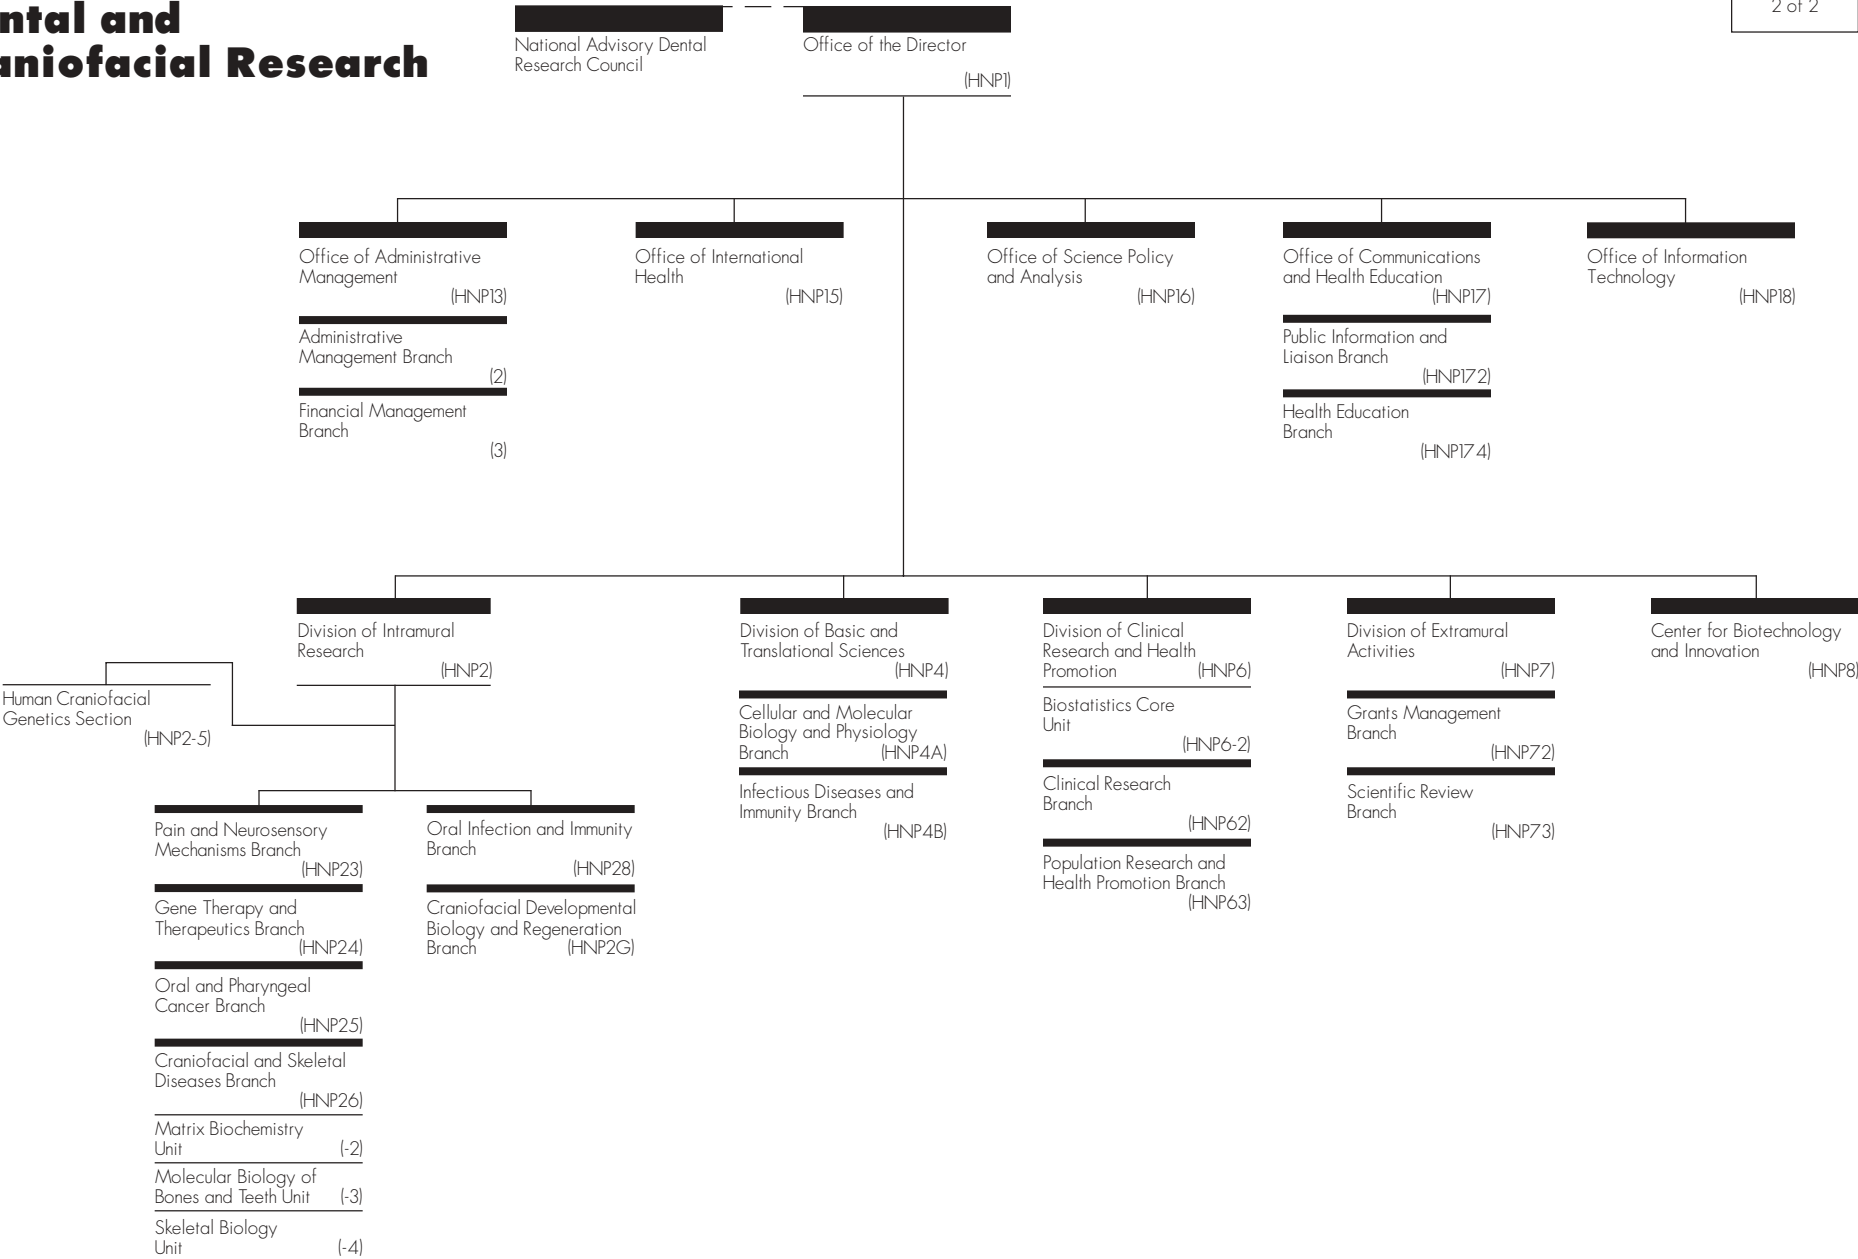 ntal and
aniofacial Research
National Advisory Dental
Research Council
Office of the Director
(HNP1)
2 of 2
Office of Administrative
Management
(HNP13)
Administrative
Management Branch
(2)
Financial Management
Branch
(3)
Office of International
Health
(HNP15)
Office of Science Policy
and Analysis
(HNP16)
Office of Communications
and Health Education
(HNP17)
Public Information and
Liaison Branch
(HNP172)
Health Education
Branch
(HNP174)
Office of Information
Technology
(HNP18)
Division of Intramural
Research
(HNP2)
Human Craniofacial
Genetics Section
(HNP2-5)
Pain and Neurosensory
Mechanisms Branch
(HNP23)
Gene Therapy and
Therapeutics Branch
(HNP24)
Oral and Pharyngeal
Cancer Branch
(HNP25)
Craniofacial and Skeletal
Diseases Branch
(HNP26)
Matrix Biochemistry
Unit (-2)
Molecular Biology of
Bones and Teeth Unit (-3)
Skeletal Biology
Unit (-4)
Oral Infection and Immunity
Branch
(HNP28)
Craniofacial Developmental
Biology and Regeneration
Branch (HNP2G)
Division of Basic and
Translational Sciences
(HNP4)
Cellular and Molecular
Biology and Physiology
Branch (HNP4A)
Infectious Diseases and
Immunity Branch
(HNP4B)
Division of Clinical
Research and Health
Promotion (HNP6)
Biostatistics Core
Unit
(HNP6-2)
Clinical Research
Branch
(HNP62)
Population Research and
Health Promotion Branch
(HNP63)
Division of Extramural
Activities
(HNP7)
Grants Management
Branch
(HNP72)
Scientific Review
Branch
(HNP73)
Center for Biotechnology
and Innovation
(HNP8)